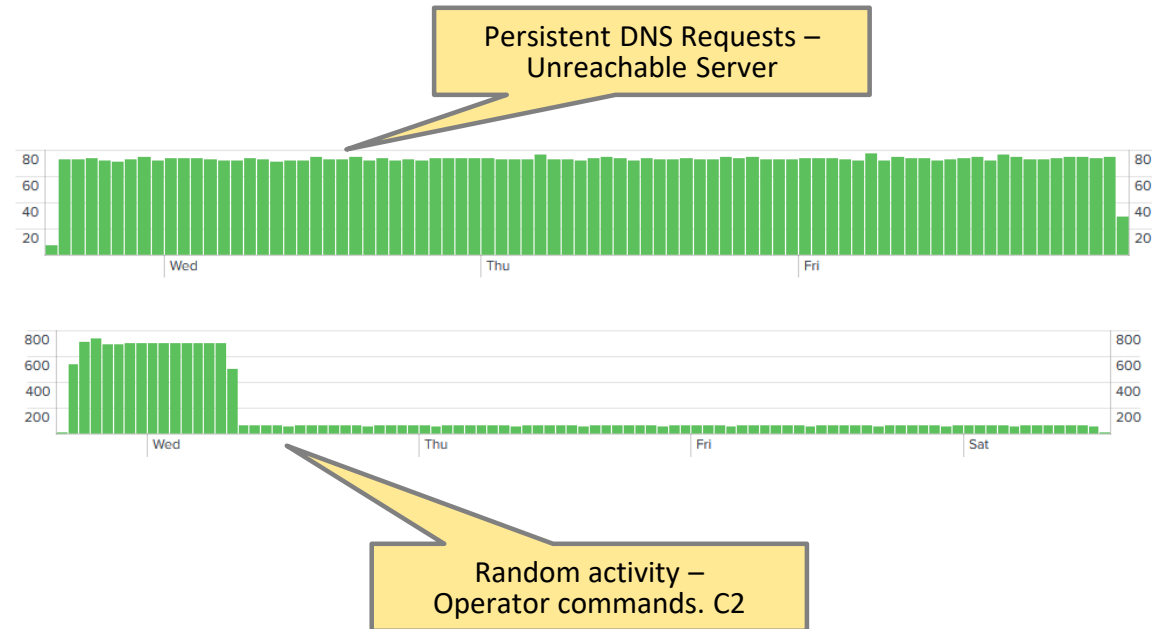 Persistent DNS Requests –
Unreachable Server
80 80
60 60
40 40
20 20
Wed Thu Fri
800 800
600 600
400 400
200 200
Wed Thu Fri Sat
Random activity –
Operator commands. C2